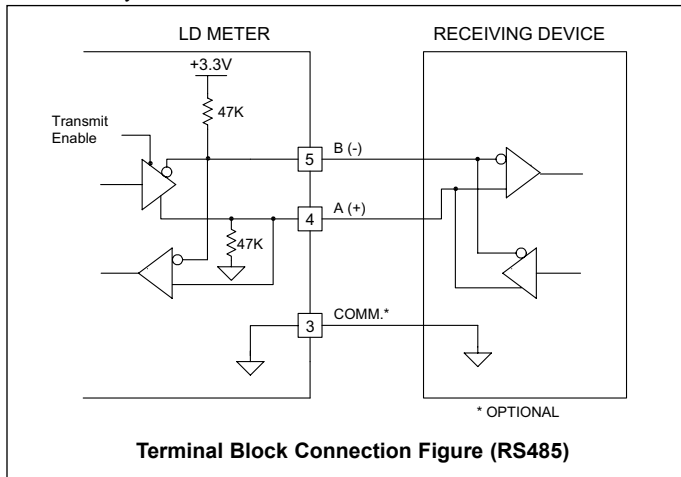 LD METER
RECEIVING DEVICE
+3.3V
47K
Transmit
Enable
5
B (-)
4
A (+)
47K
3
COMM.*
* OPTIONAL
Terminal Block Connection Figure (RS485)